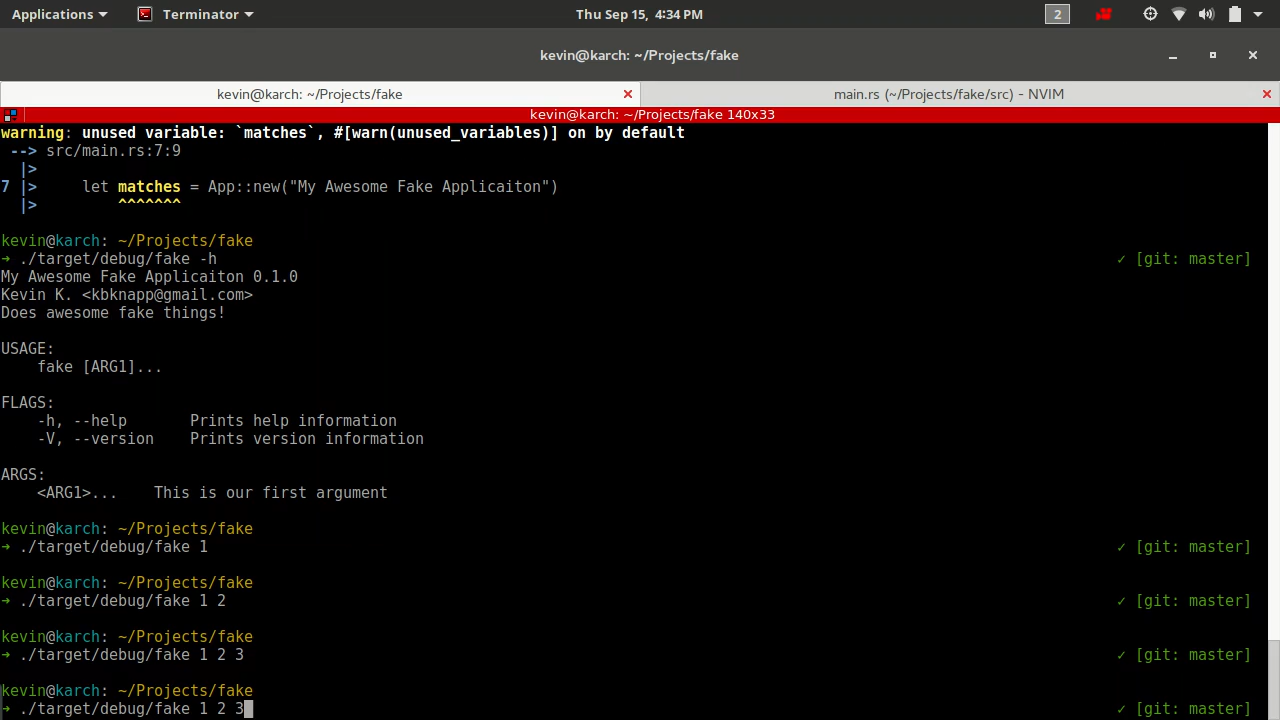 Applications Terminator Thu Sep 15, 4:34 PM 2
kevin@karch: ~/Projects/fake
kevin@karch: ~/Projects/fake main.rs (~/Projects/fake/src) - NVIM
kevin@karch: ~/Projects/fake 140x33
warning: unused variable: `matches`, #[warn(unused_variables)] on by default
--> src/main.rs:7:9
|>
7 |> let matches = App::new("My Awesome Fake Applicaiton")
|> ^^^^^^^
kevin@karch: ~/Projects/fake
➜ ./target/debug/fake -h ✓ [git: master]
My Awesome Fake Applicaiton 0.1.0
Kevin K. <kbknapp@gmail.com>
Does awesome fake things!
USAGE:
fake [ARG1]...
FLAGS:
-h, --help Prints help information
-V, --version Prints version information
ARGS:
<ARG1>... This is our first argument
kevin@karch: ~/Projects/fake
➜ ./target/debug/fake 1 ✓ [git: master]
kevin@karch: ~/Projects/fake
➜ ./target/debug/fake 1 2 ✓ [git: master]
kevin@karch: ~/Projects/fake
➜ ./target/debug/fake 1 2 3 ✓ [git: master]
kevin@karch: ~/Projects/fake
➜ ./target/debug/fake 1 2 3 ✓ [git: master]